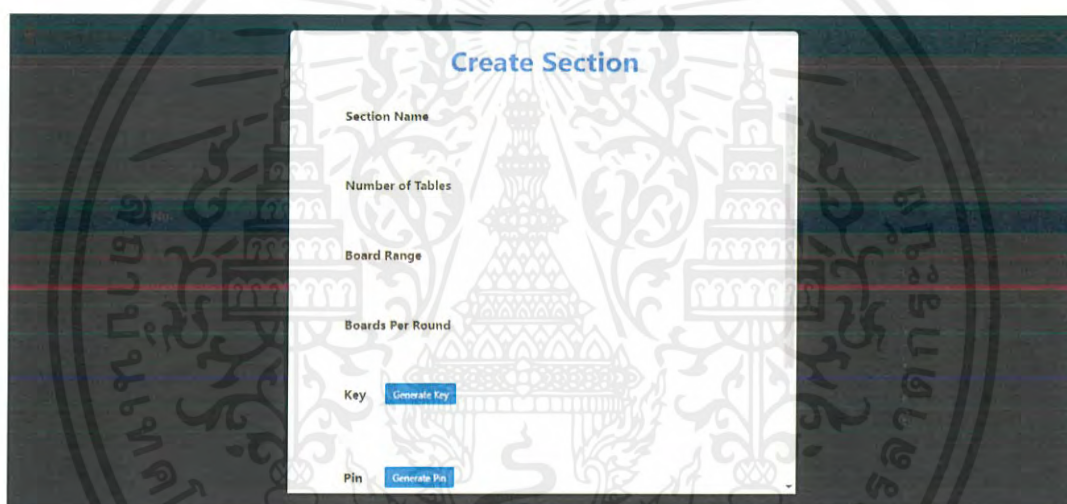 Create Section
Section Name
Number of Tables
Board Range
Boards Per Round
Key Generate Key
Pin Generate Pin